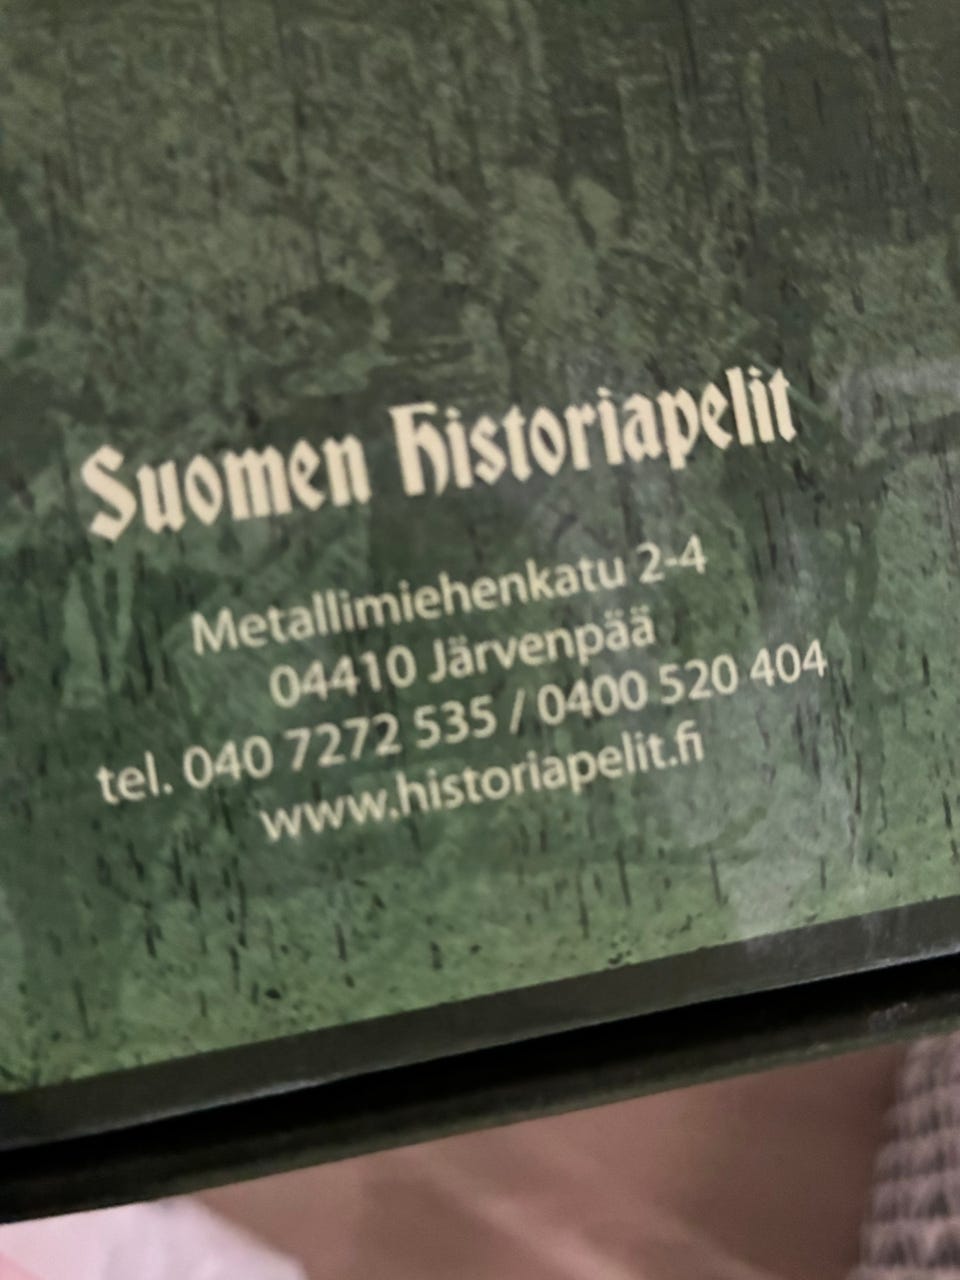 Suomen historiapelit
Metallimiehenkatu 2-4
04410 Järvenpää
tel. 040 7272 535 / 0400 520 404
www.historiapelit.fi